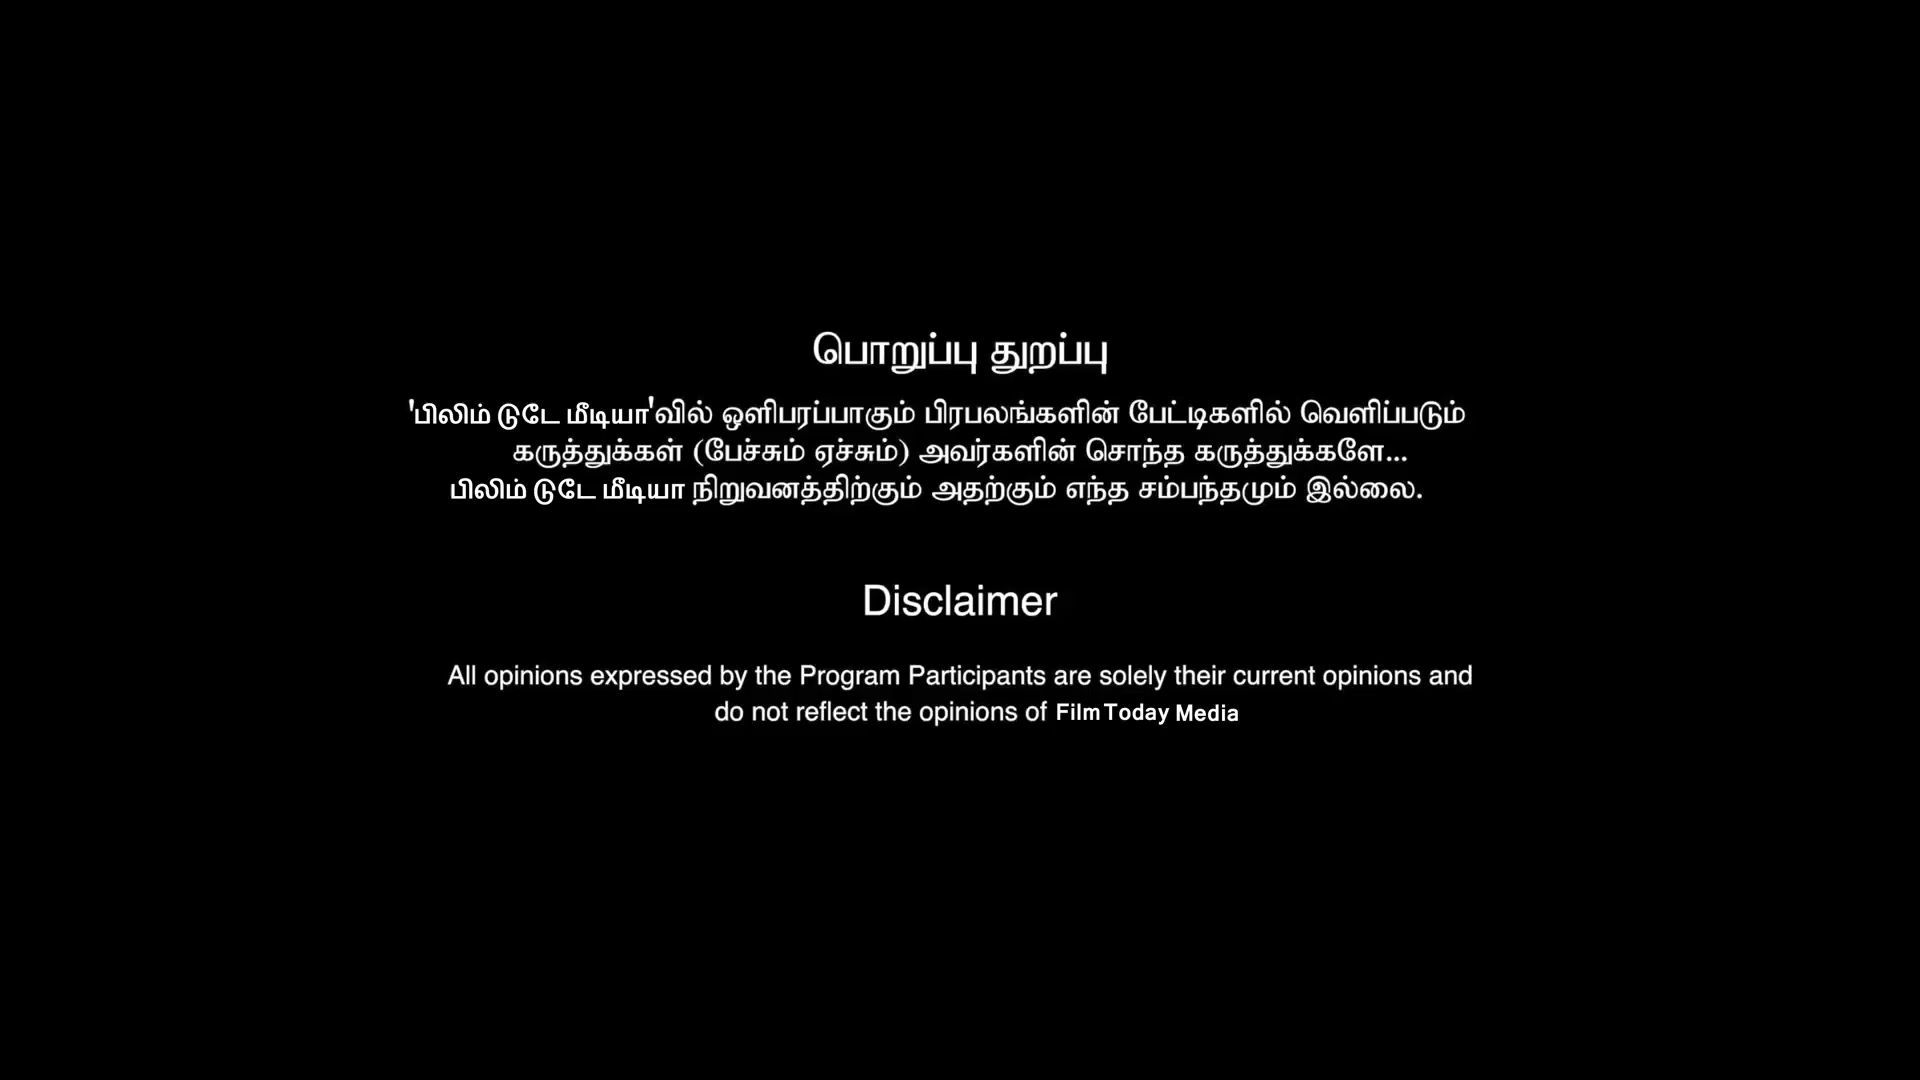 பொறுப்பு துறப்பு
'பிலிம் டுடே மீடியா'வில் ஒளிபரப்பாகும் பிரபலங்களின் பேட்டிகளில் வெளிப்படும்
கருத்துக்கள் (பேச்சும் ஏச்சும்) அவர்களின் சொந்த கருத்துக்களே...
பிலிம் டுடே மீடியா நிறுவனத்திற்கும் அதற்கும் எந்த சம்பந்தமும் இல்லை.
Disclaimer
All opinions expressed by the Program Participants are solely their current opinions and
do not reflect the opinions of Film Today Media